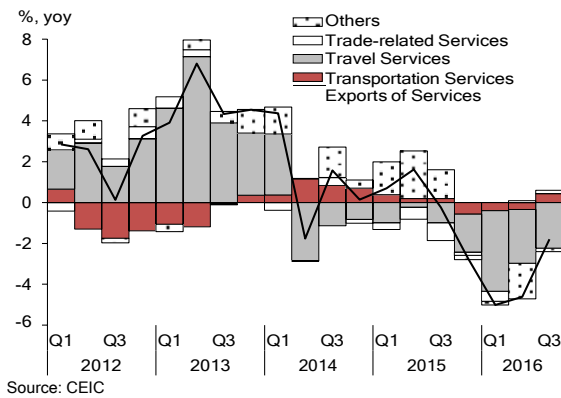 %, yoy
Others
Trade-related Services
Travel Services
Transportation Services
Exports of Services
8
6
4
2
0
-2
-4
-6
Q1 Q3 Q1 Q3 Q1 Q3 Q1 Q3 Q1 Q3
2012 2013 2014 2015 2016
Source: CEIC